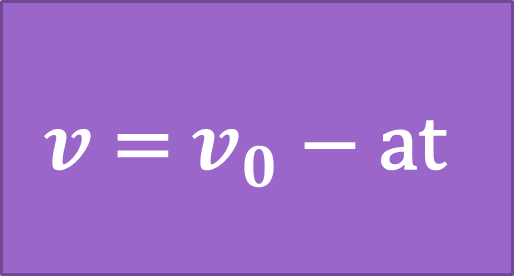 v = v₀ − at